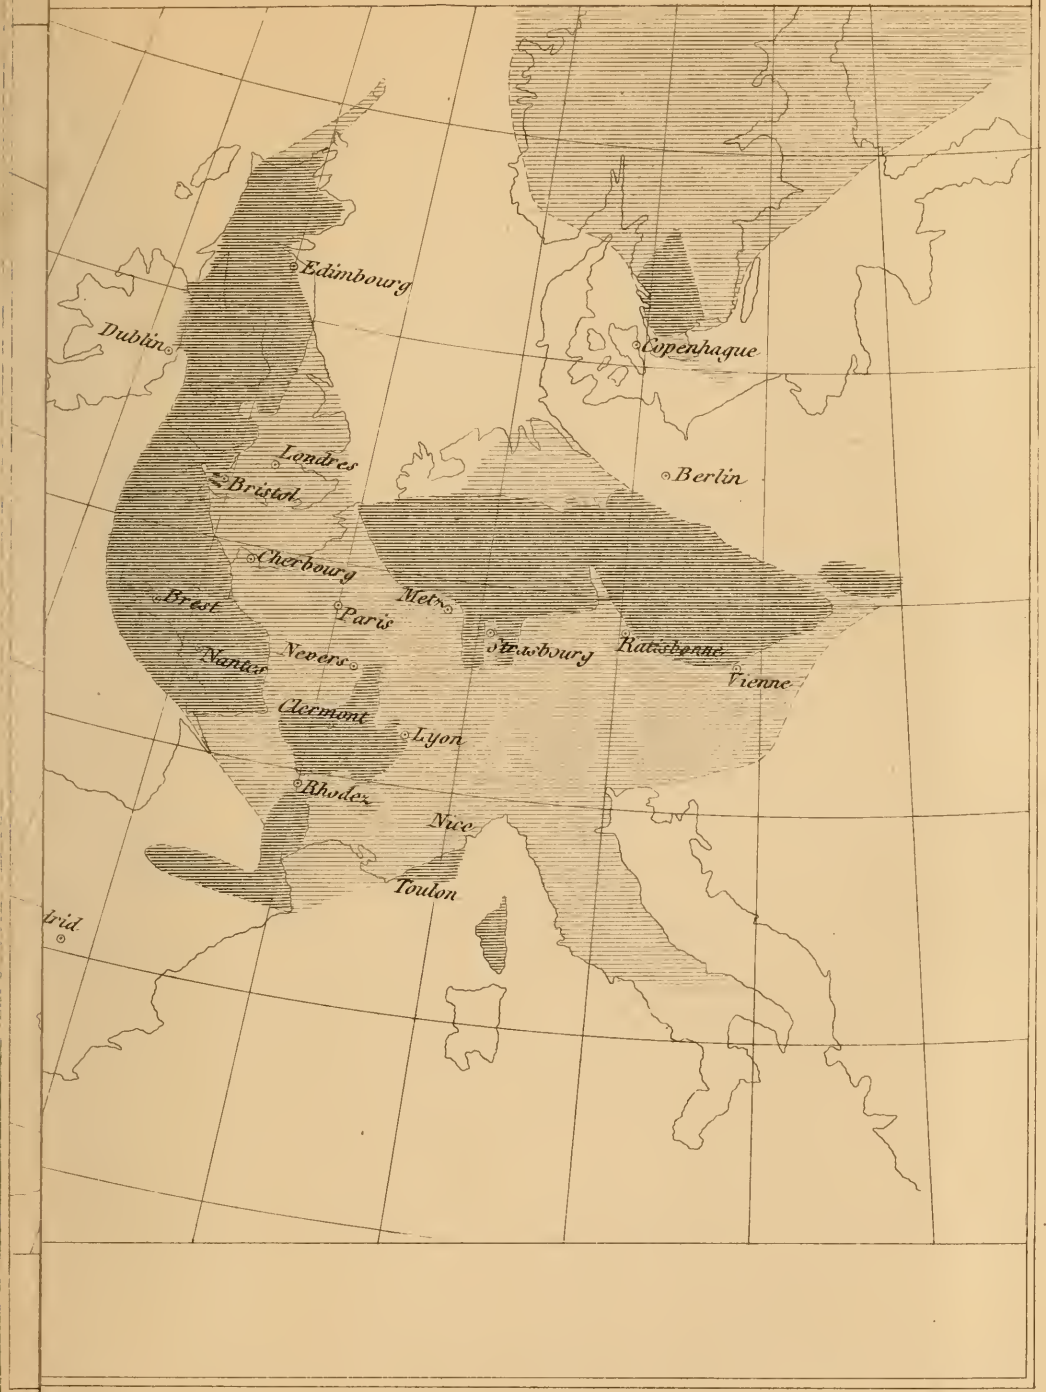 Edimbourg
Dublin
Copenhague
Londres
Berlin
Bristol
Cherbourg
Brest
Metz
Paris
Nantes
Nevers
Strasbourg
Ratisbonne
Vienne
Clermont
Lyon
Rhodez
Nice
Toulon
drid